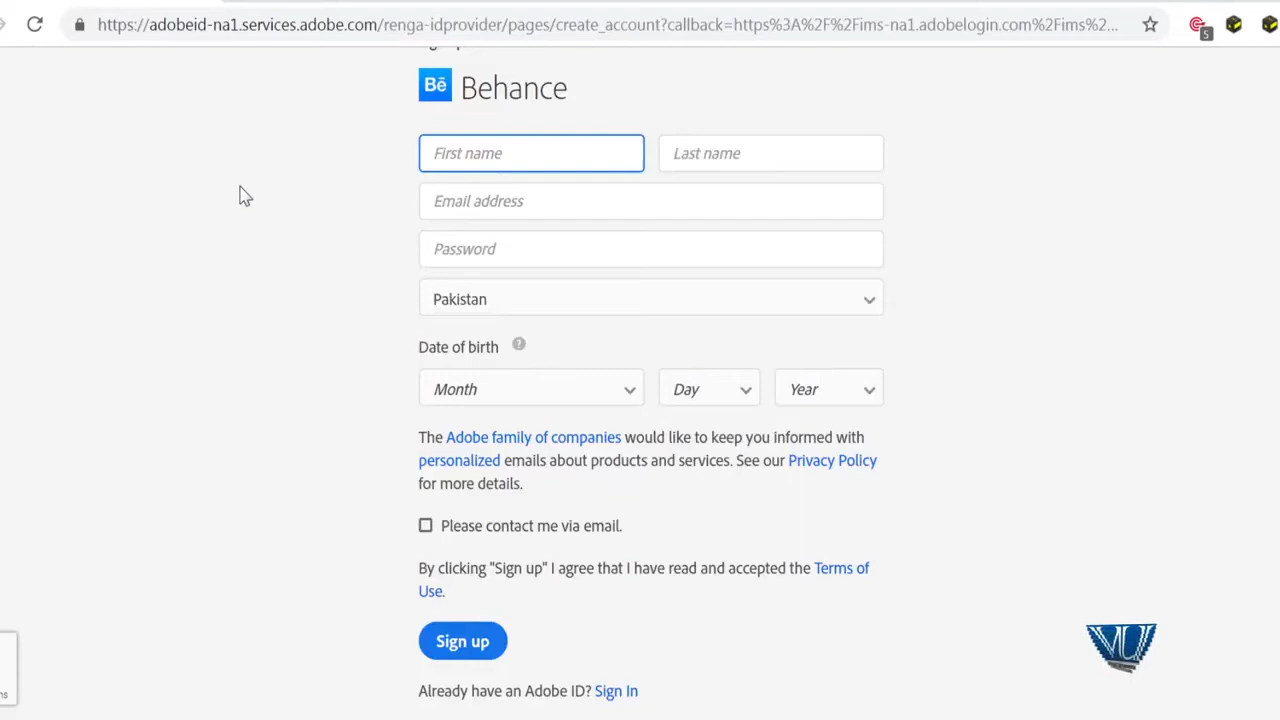 https://adobeid-na1.services.adobe.com/renga-idprovider/pages/create_account?callback=https%3A%2F%2Fims-na1.adobelogin.com%2Fims%2...
5
Bē Behance
First name Last name
Email address
Password
Pakistan
Date of birth ?
Month Day Year
The Adobe family of companies would like to keep you informed with
personalized emails about products and services. See our Privacy Policy
for more details.
Please contact me via email.
By clicking "Sign up" I agree that I have read and accepted the Terms of
Use.
Sign up
VU
Already have an Adobe ID? Sign In